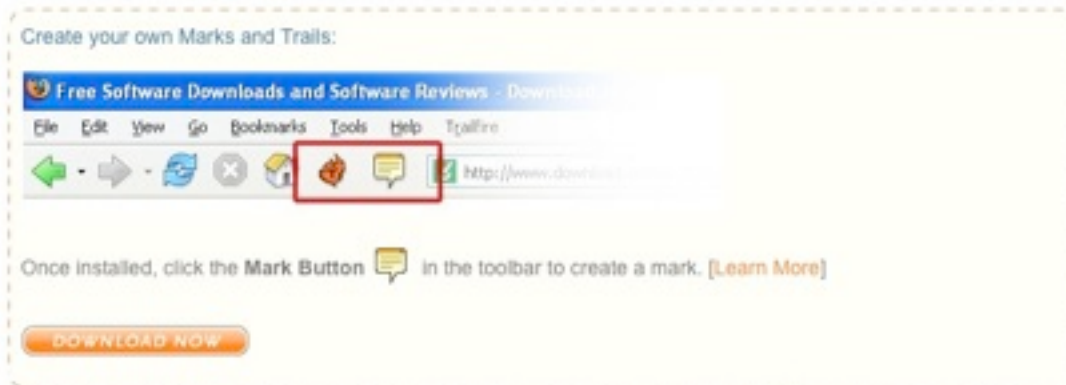 Create your own Marks and Trails:
Free Software Downloads and Software Reviews - Download
File Edit View Go Bookmarks Tools Help Trailfire
http://www.downl
Once installed, click the Mark Button in the toolbar to create a mark. [Learn More]
DOWNLOAD NOW